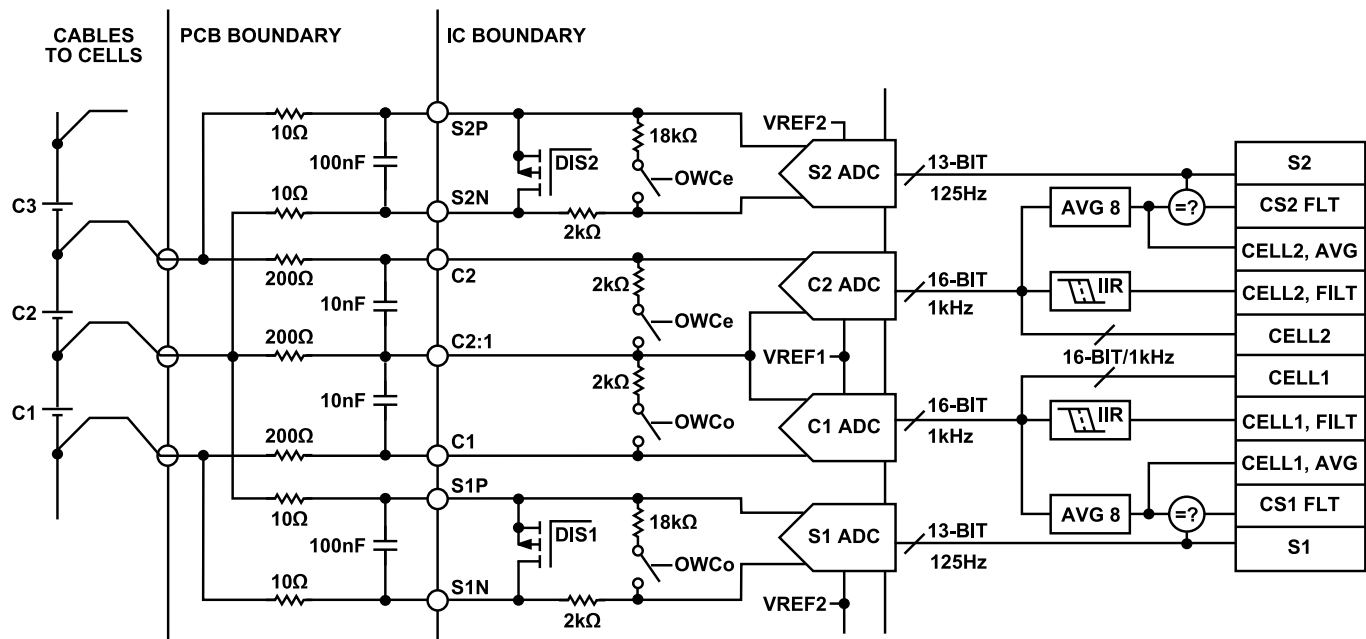 CABLES
TO CELLS
PCB BOUNDARY
IC BOUNDARY
10Ω
100nF
S2P
DIS2
18kΩ
OWCe
VREF2
S2 ADC
13-BIT
125Hz
S2
C3
10Ω
S2N
2kΩ
AVG 8
=?
CS2 FLT
CELL2, AVG
200Ω
C2
2kΩ
C2 ADC
16-BIT
1kHz
IIR
CELL2, FILT
C2
10nF
OWCe
CELL2
200Ω
C2:1
VREF1
16-BIT/1kHz
2kΩ
CELL1
C1
10nF
OWCo
C1 ADC
16-BIT
1kHz
IIR
CELL1, FILT
200Ω
C1
CELL1, AVG
10Ω
S1P
AVG 8
=?
CS1 FLT
100nF
DIS1
18kΩ
OWCo
S1 ADC
13-BIT
125Hz
S1
10Ω
S1N
2kΩ
VREF2